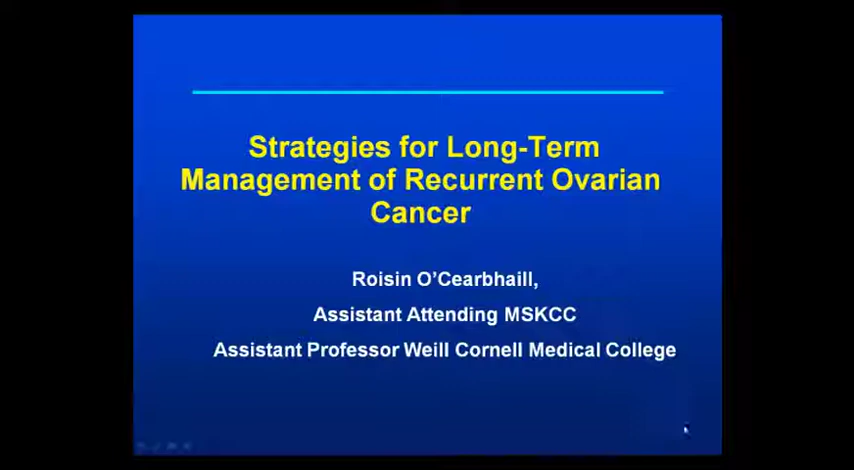 Strategies for Long-Term
Management of Recurrent Ovarian
Cancer
Roisin O'Cearbhaill,
Assistant Attending MSKCC
Assistant Professor Weill Cornell Medical College